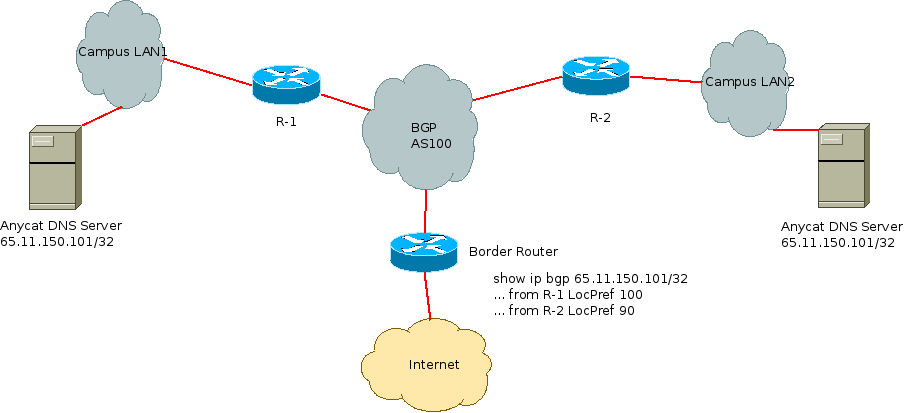 Campus LAN1
R-1
BGP
AS100
R-2
Campus LAN2
Anycat DNS Server
65.11.150.101/32
Anycat DNS Server
65.11.150.101/32
Border Router
show ip bgp 65.11.150.101/32
... from R-1 LocPref 100
... from R-2 LocPref 90
Internet